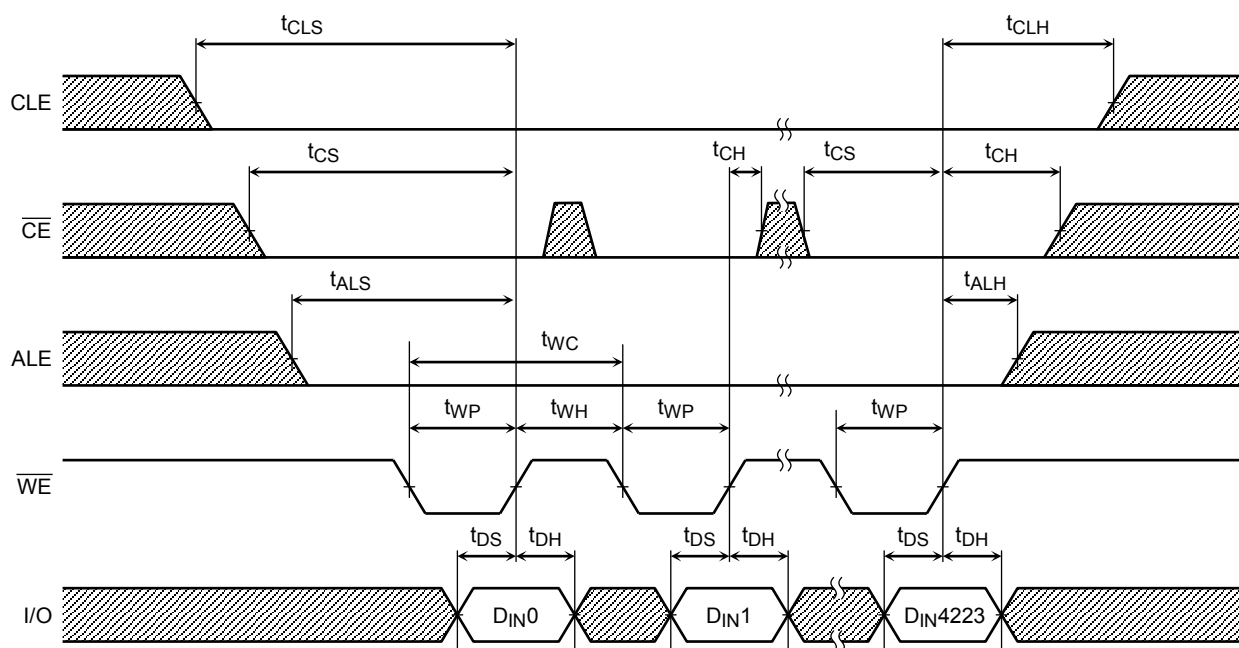 tCLS tCLH
CLE
tCS tCH tCS tCH
CE
tALS tALH
ALE
tWC
tWP tWH tWP tWP
WE
tDS tDH tDS tDH tDS tDH
I/O DIN0 DIN1 DIN4223